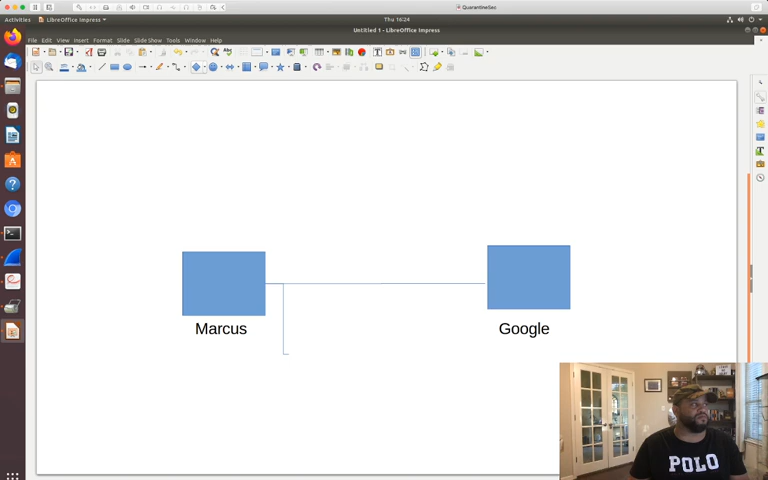 QuarantineSec
Activities LibreOffice Impress Thu 16:24
Untitled 1 - LibreOffice Impress
File Edit View Insert Format Slide Slide Show Tools Window Help
Marcus Google
POLO